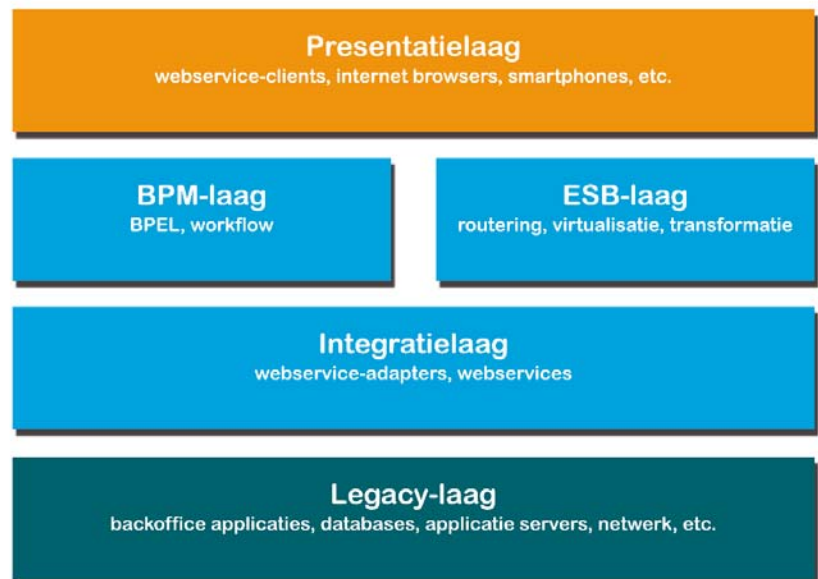 Presentatielaag
webservice-clients, internet browsers, smartphones, etc.
BPM-laag
BPEL, workflow
ESB-laag
routering, virtualisatie, transformatie
Integratielaag
webservice-adapters, webservices
Legacy-laag
backoffice applicaties, databases, applicatie servers, netwerk, etc.